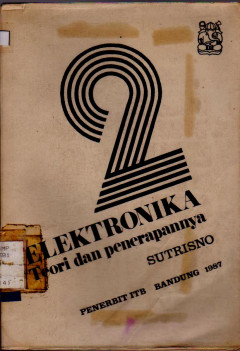 2
ELEKTRONIKA
Teori dan penerapannya
SUTRISNO
PENERBIT ITB BANDUNG 1987